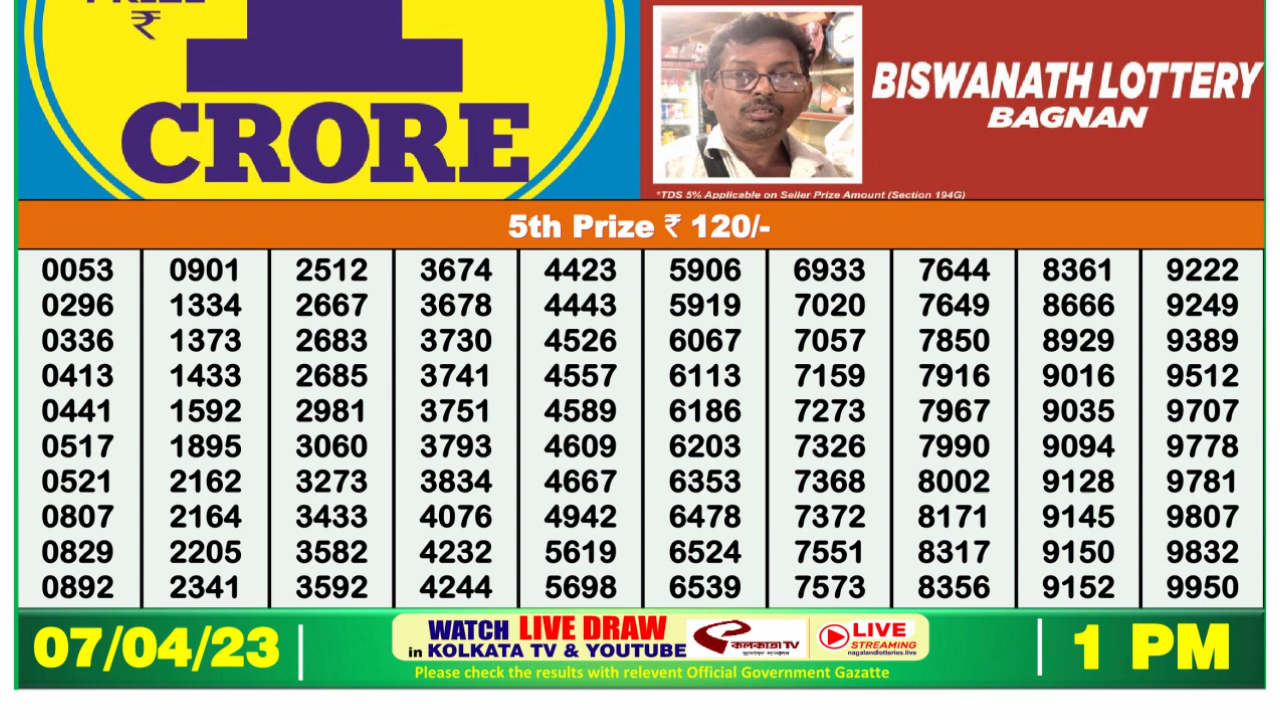 PRIZE
₹
1
CRORE
BISWANATH LOTTERY
BAGNAN
*TDS 5% Applicable on Seller Prize Amount (Section 194G)
5th Prize ₹ 120/-
0053 0901 2512 3674 4423 5906 6933 7644 8361 9222
0296 1334 2667 3678 4443 5919 7020 7649 8666 9249
0336 1373 2683 3730 4526 6067 7057 7850 8929 9389
0413 1433 2685 3741 4557 6113 7159 7916 9016 9512
0441 1592 2981 3751 4589 6186 7273 7967 9035 9707
0517 1895 3060 3793 4609 6203 7326 7990 9094 9778
0521 2162 3273 3834 4667 6353 7368 8002 9128 9781
0807 2164 3433 4076 4942 6478 7372 8171 9145 9807
0829 2205 3582 4232 5619 6524 7551 8317 9150 9832
0892 2341 3592 4244 5698 6539 7573 8356 9152 9950
07/04/23
WATCH LIVE DRAW
in KOLKATA TV & YOUTUBE
কলকাতা TV
LIVE
STREAMING
nagalandlotteries.live
Please check the results with relevent Official Government Gazatte
1 PM